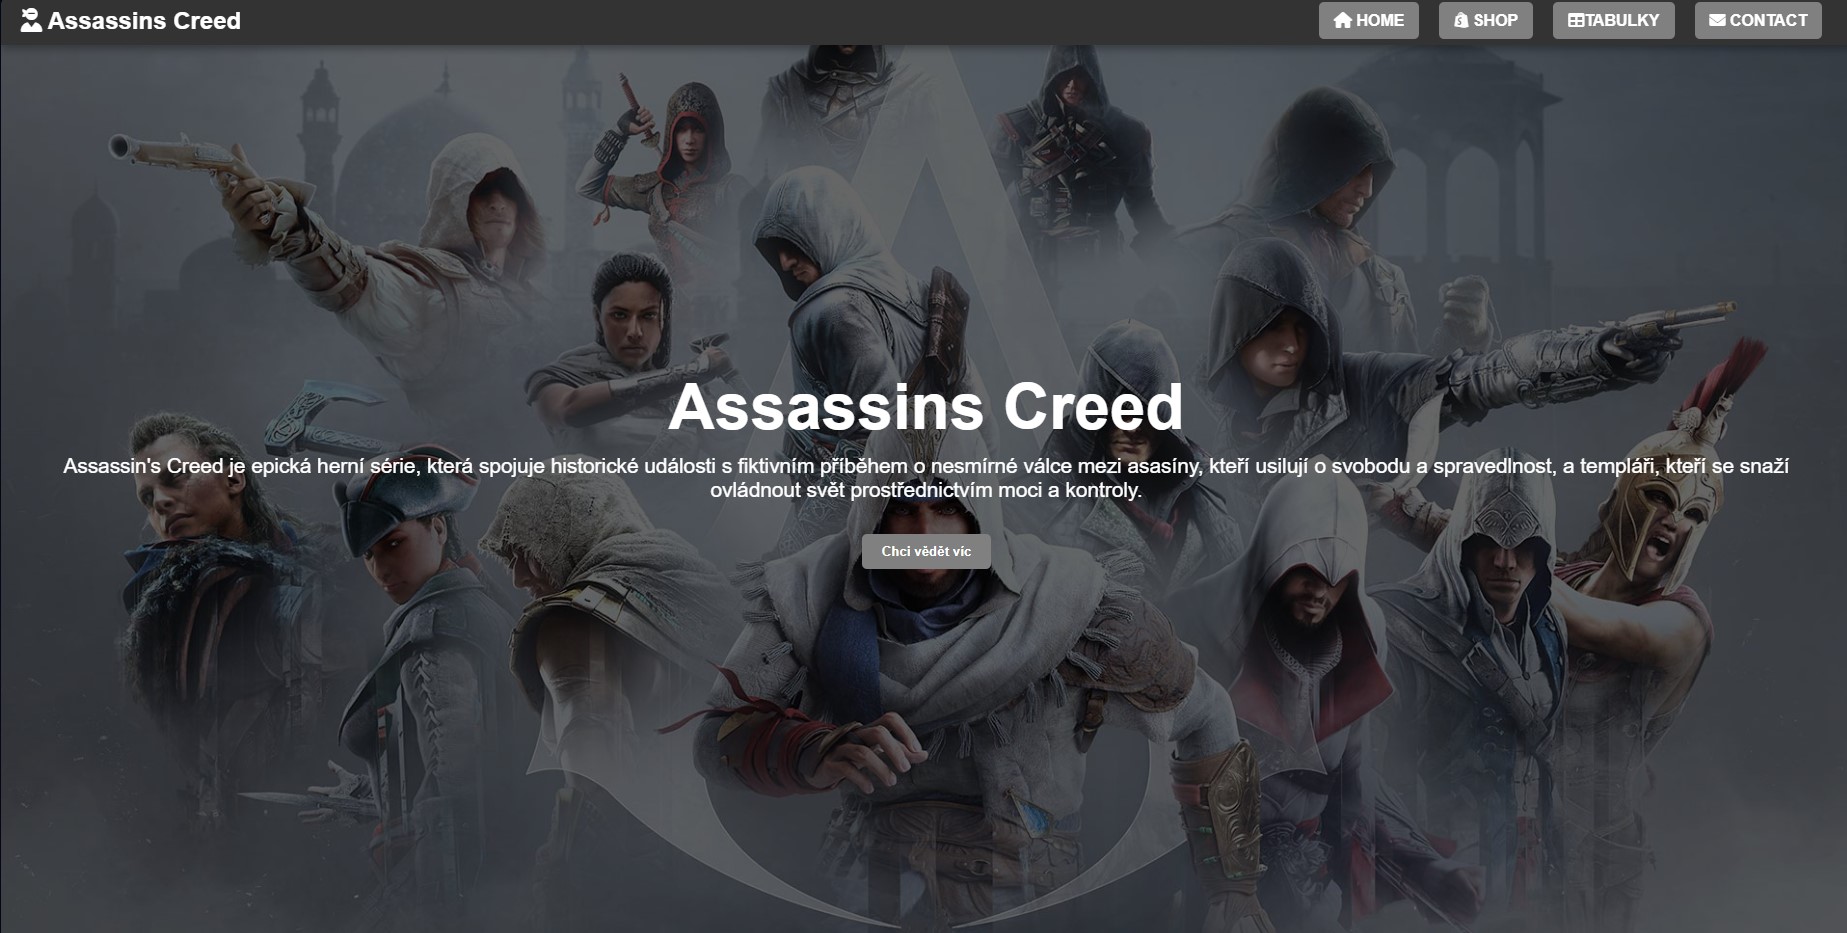 Assassins Creed
HOME
SHOP
TABULKY
CONTACT
Assassins Creed
Assassin's Creed je epická herní série, která spojuje historické události s fiktivním příběhem o nesmírné válce mezi asasíny, kteří usilují o svobodu a spravedlnost, a templáři, kteří se snaží
ovládnout svět prostřednictvím moci a kontroly.
Chci vědět víc